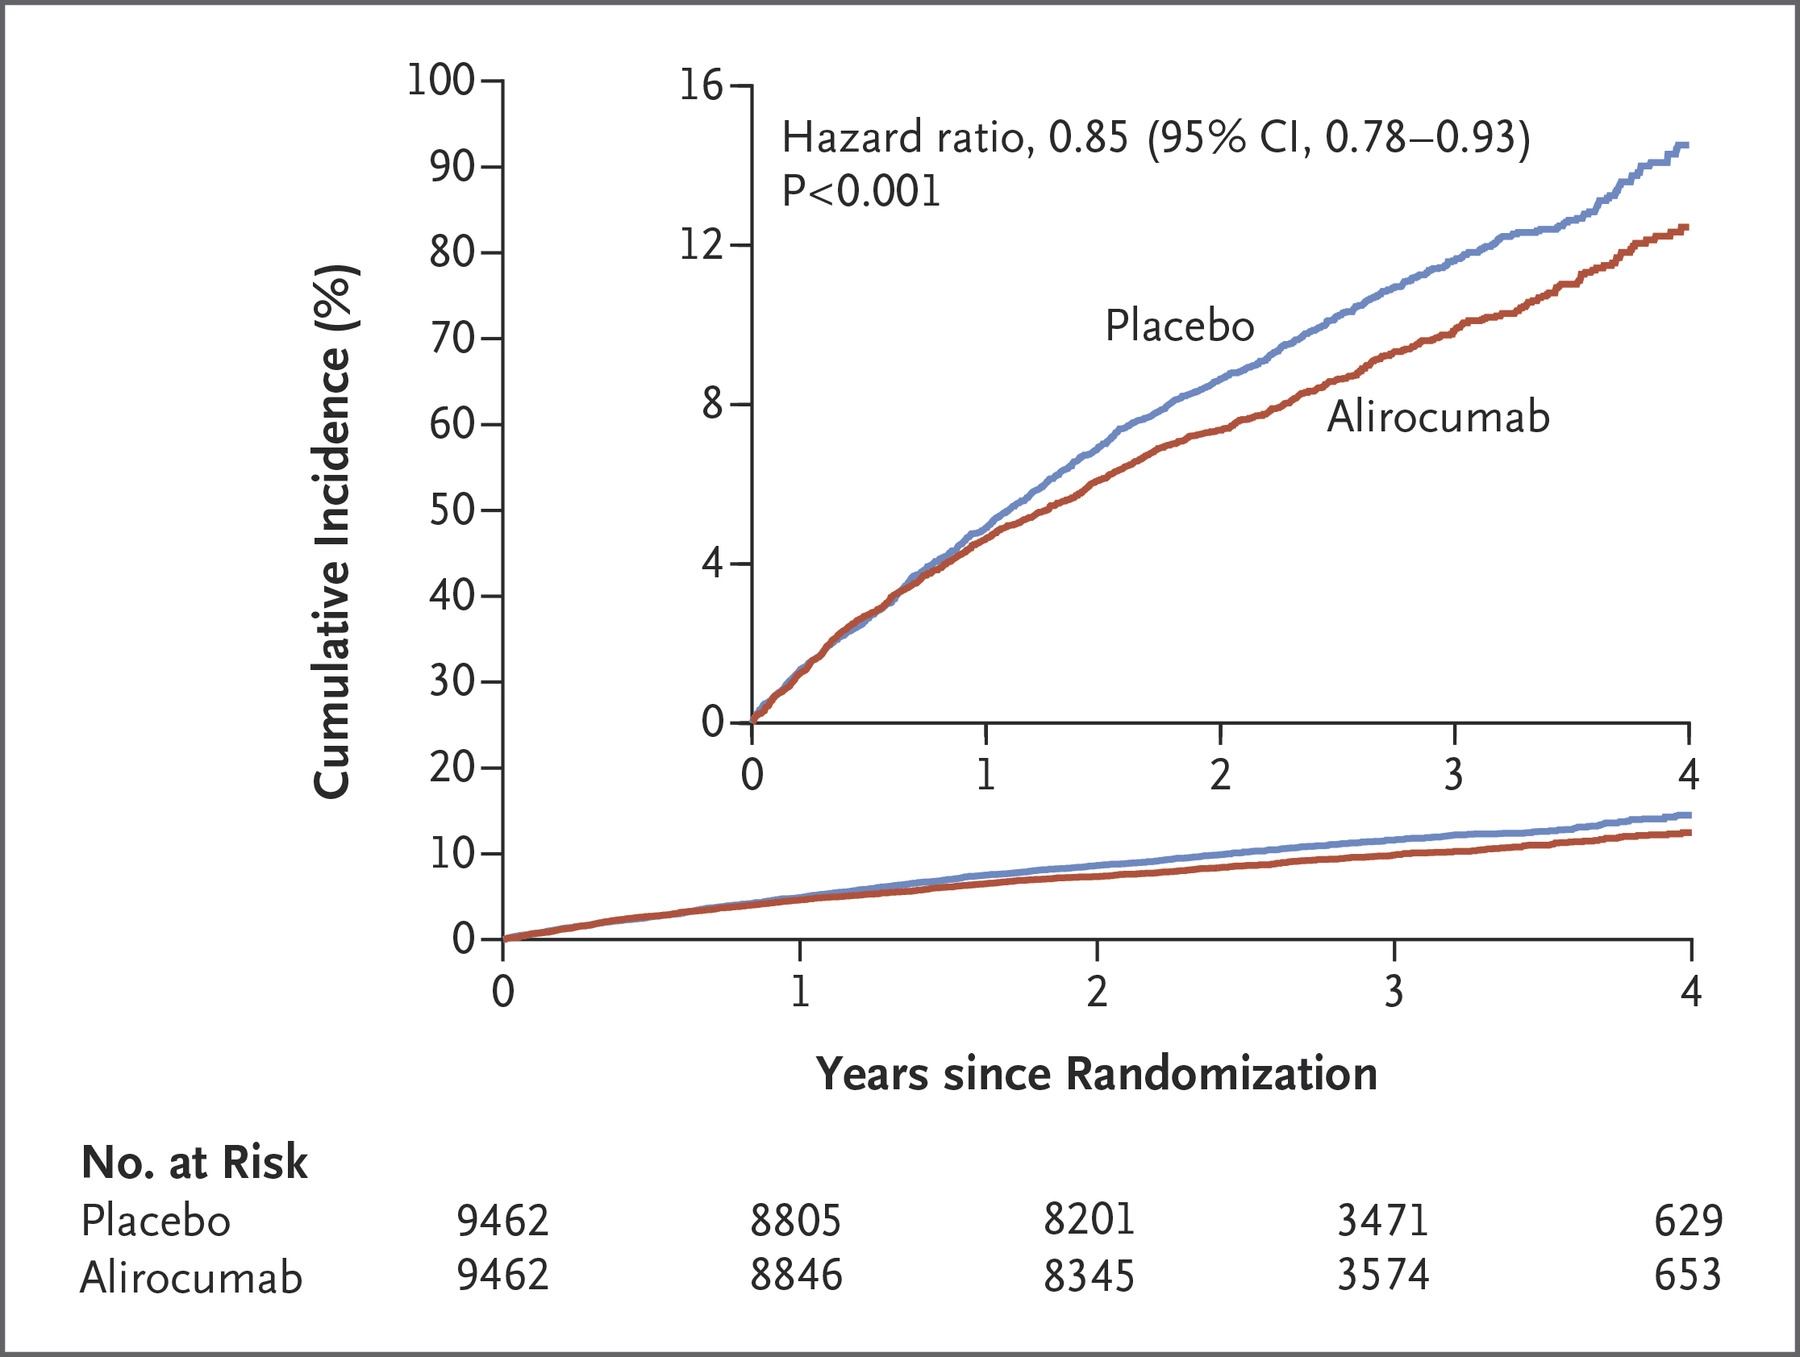 Cumulative Incidence (%)
100
90
80
70
60
50
40
30
20
10
0
16
12
8
4
0
Hazard ratio, 0.85 (95% CI, 0.78–0.93)
P<0.001
Placebo
Alirocumab
0 1 2 3 4
0 1 2 3 4
Years since Randomization
No. at Risk
Placebo 9462 8805 8201 3471 629
Alirocumab 9462 8846 8345 3574 653